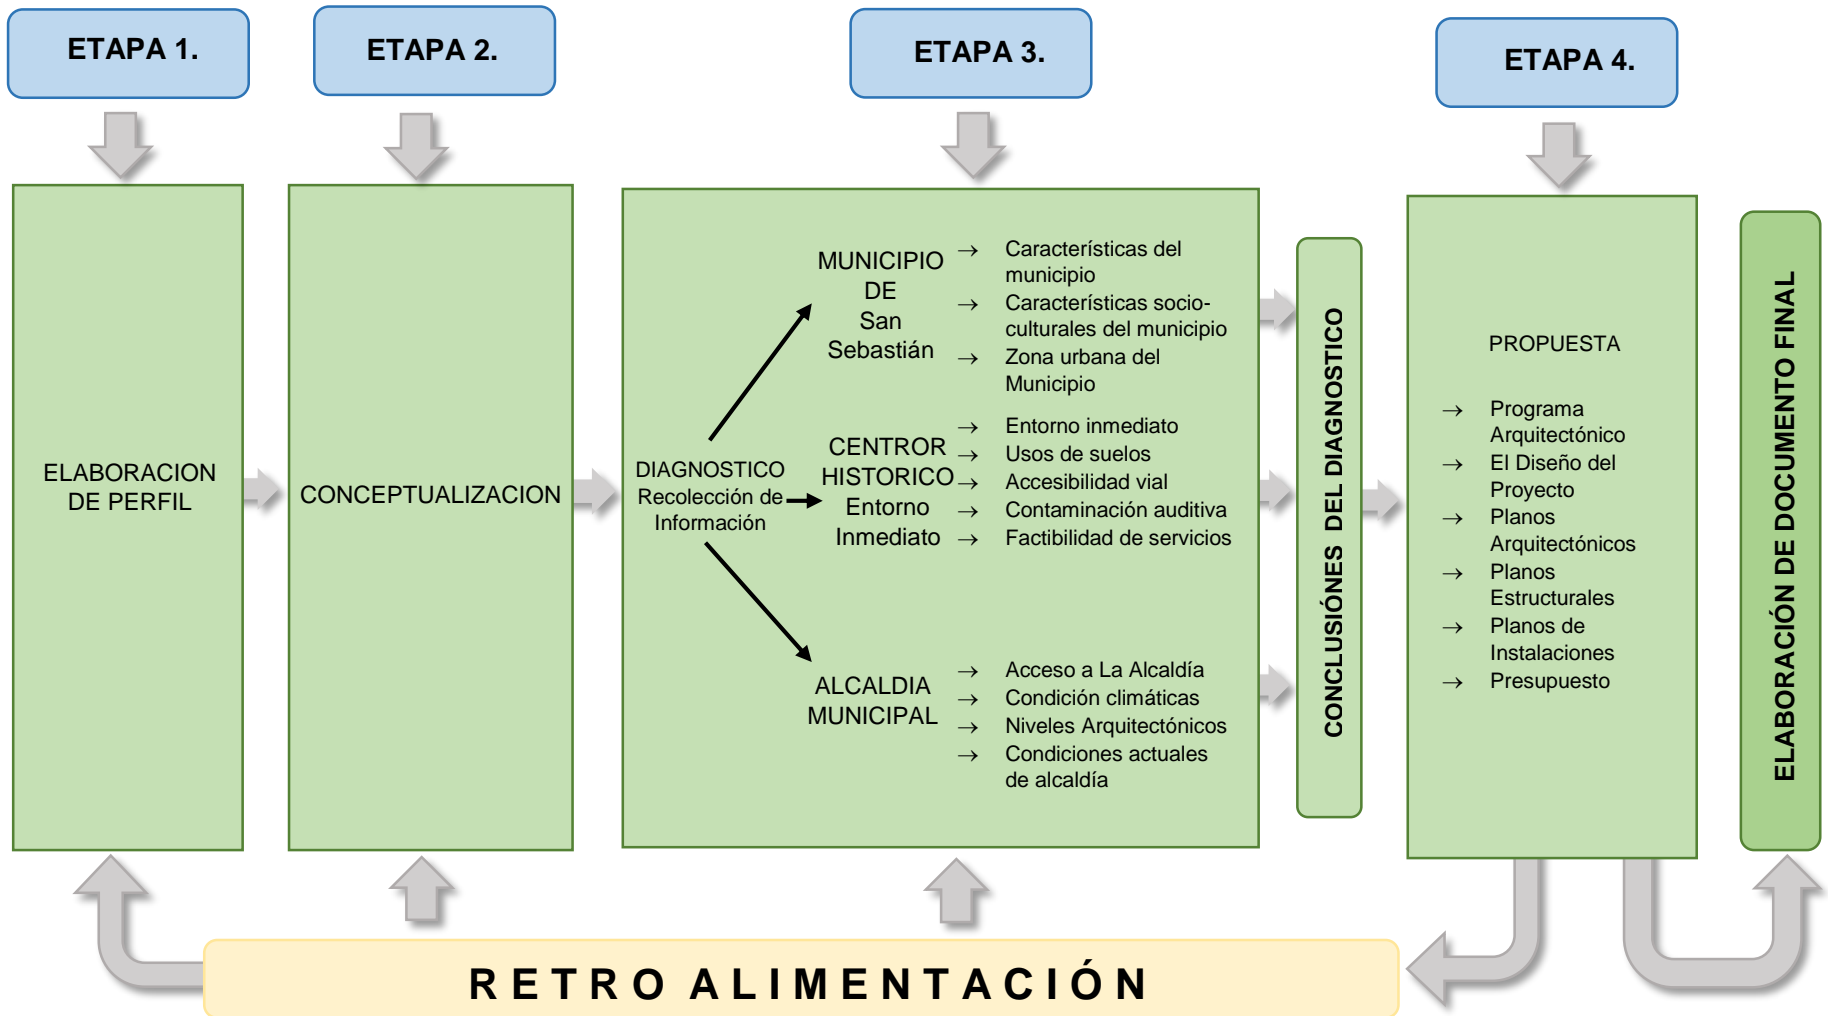 ETAPA 1.
ETAPA 2.
ETAPA 3.
ETAPA 4.
ELABORACION
DE PERFIL
CONCEPTUALIZACION
DIAGNOSTICO
Recolección de
Información
MUNICIPIO
DE
San
Sebastián
→ Características del
municipio
→ Características socio-
culturales del municipio
→ Zona urbana del
Municipio
CENTROR
HISTORICO
Entorno
Inmediato
→ Entorno inmediato
→ Usos de suelos
→ Accesibilidad vial
→ Contaminación auditiva
→ Factibilidad de servicios
ALCALDIA
MUNICIPAL
→ Acceso a La Alcaldía
→ Condición climáticas
→ Niveles Arquitectónicos
→ Condiciones actuales
de alcaldía
CONCLUSIÓNES DEL DIAGNOSTICO
PROPUESTA
→ Programa
Arquitectónico
→ El Diseño del
Proyecto
→ Planos
Arquitectónicos
→ Planos
Estructurales
→ Planos de
Instalaciones
→ Presupuesto
ELABORACIÓN DE DOCUMENTO FINAL
RETRO ALIMENTACIÓN